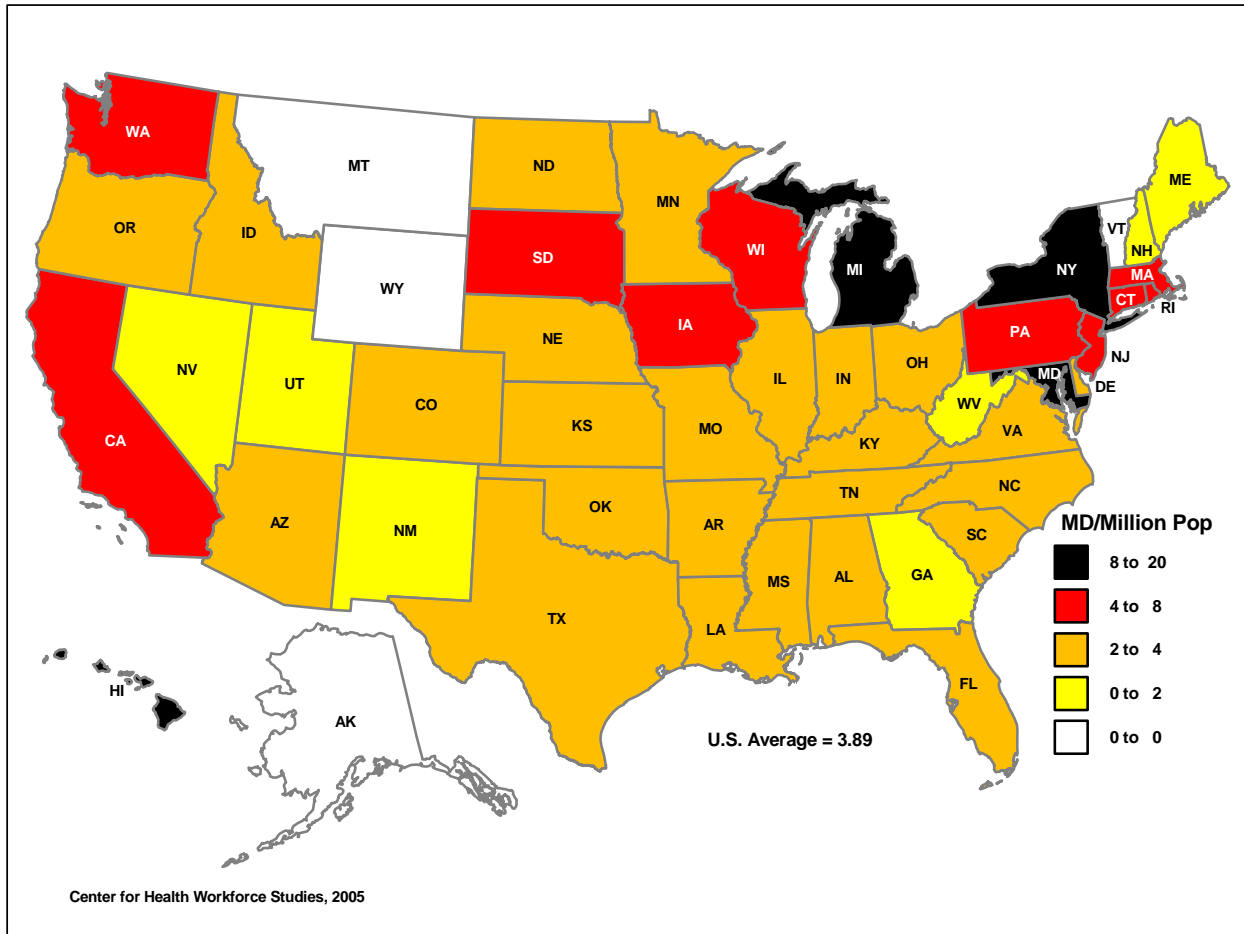 WA
MT
ND
MN
ME
OR
ID
SD
WI
MI
NY
VT
NH
MA
CT
RI
WY
IA
PA
NJ
NE
NV
UT
CO
IL
IN
OH
MD
DE
WV
CA
KS
MO
KY
VA
AZ
NM
OK
AR
TN
NC
SC
MS
AL
GA
TX
LA
FL
HI
AK
MD/Million Pop
8 to 20
4 to 8
2 to 4
0 to 2
0 to 0
U.S. Average = 3.89
Center for Health Workforce Studies, 2005